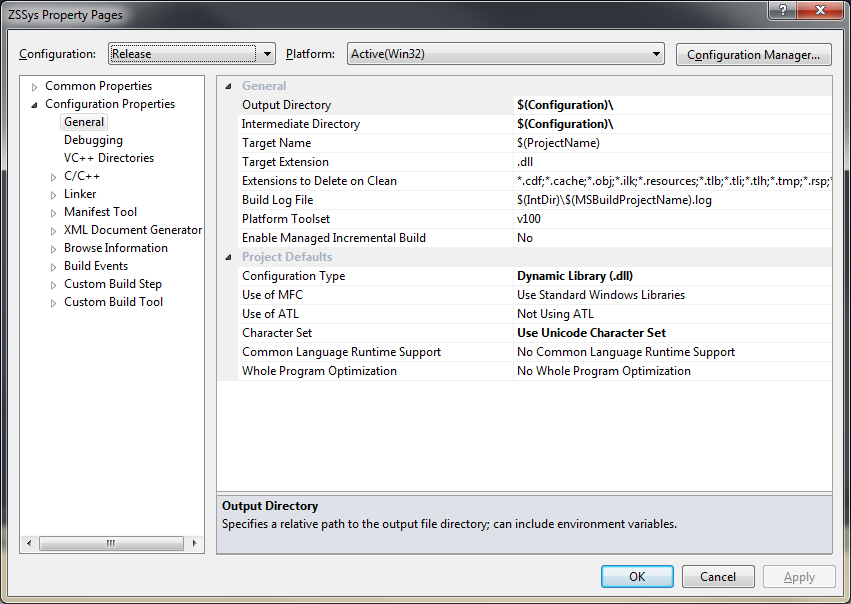 ZSSys Property Pages
?
Configuration: Release Platform: Active(Win32) Configuration Manager...
Common Properties
Configuration Properties
General
Debugging
VC++ Directories
C/C++
Linker
Manifest Tool
XML Document Generator
Browse Information
Build Events
Custom Build Step
Custom Build Tool
General
Output Directory $(Configuration)\
Intermediate Directory $(Configuration)\
Target Name $(ProjectName)
Target Extension .dll
Extensions to Delete on Clean *.cdf;*.cache;*.obj;*.ilk;*.resources;*.tlb;*.tli;*.tlh;*.tmp;*.rsp;*
Build Log File $(IntDir)\$(MSBuildProjectName).log
Platform Toolset v100
Enable Managed Incremental Build No
Project Defaults
Configuration Type Dynamic Library (.dll)
Use of MFC Use Standard Windows Libraries
Use of ATL Not Using ATL
Character Set Use Unicode Character Set
Common Language Runtime Support No Common Language Runtime Support
Whole Program Optimization No Whole Program Optimization
Output Directory
Specifies a relative path to the output file directory; can include environment variables.
OK Cancel Apply